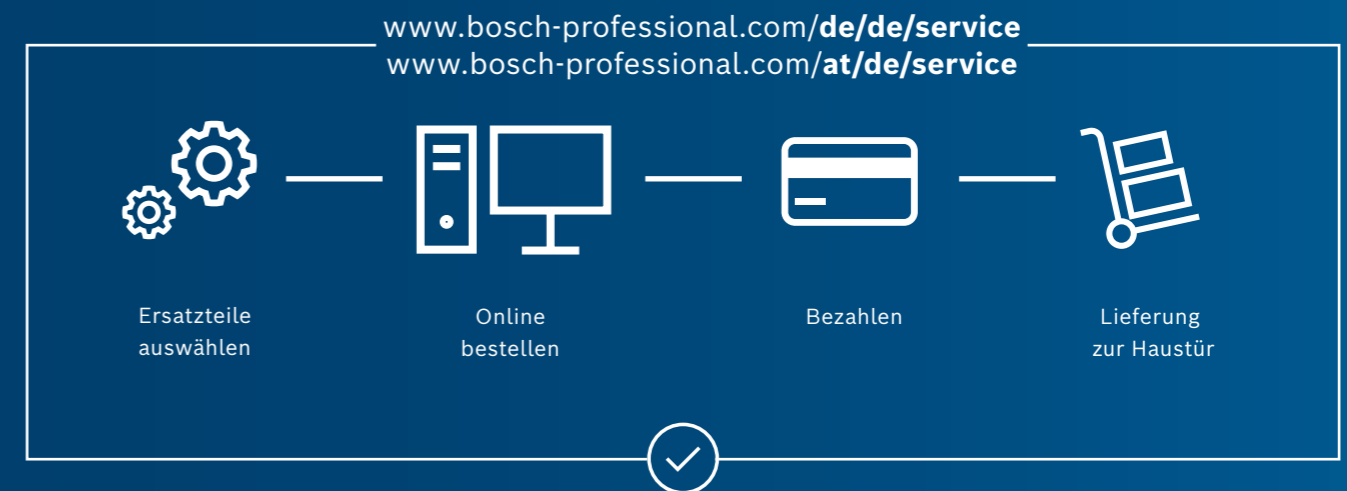 www.bosch-professional.com/de/de/service
www.bosch-professional.com/at/de/service
Ersatzteile
auswählen
Online
bestellen
Bezahlen
Lieferung
zur Haustür